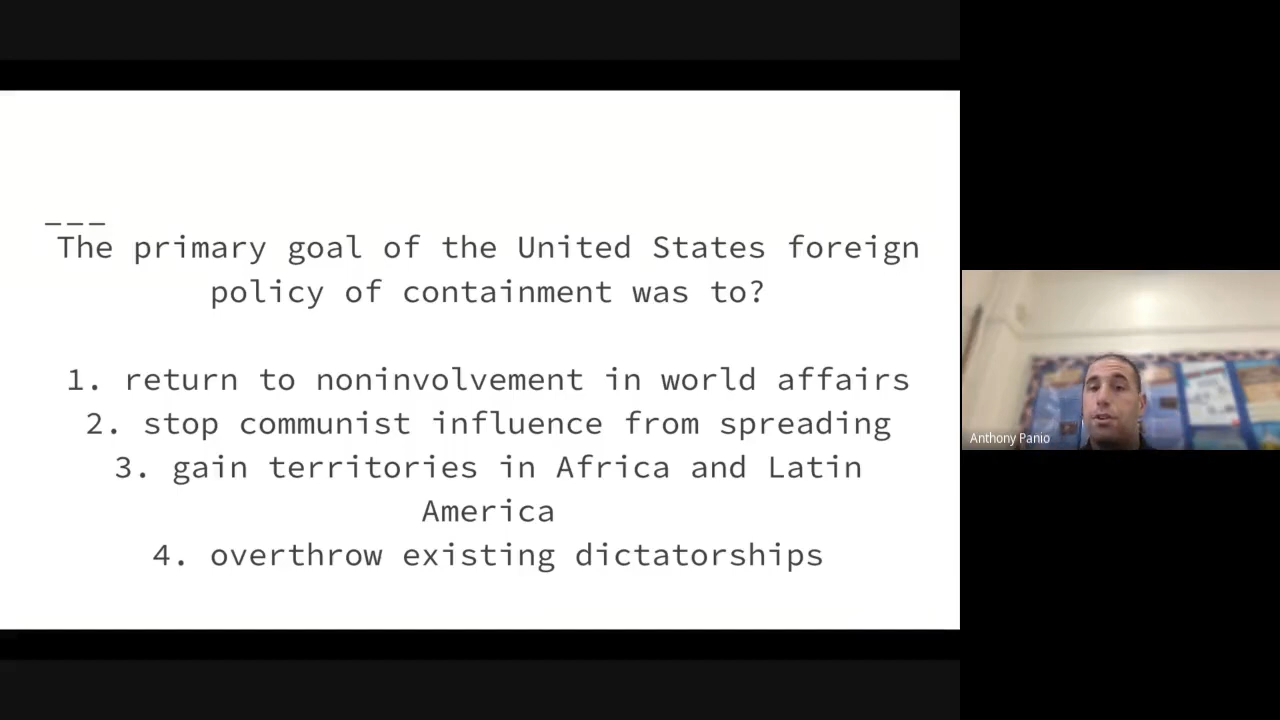 ___
The primary goal of the United States foreign
policy of containment was to?
1. return to noninvolvement in world affairs
2. stop communist influence from spreading
3. gain territories in Africa and Latin
America
4. overthrow existing dictatorships
Anthony Panio